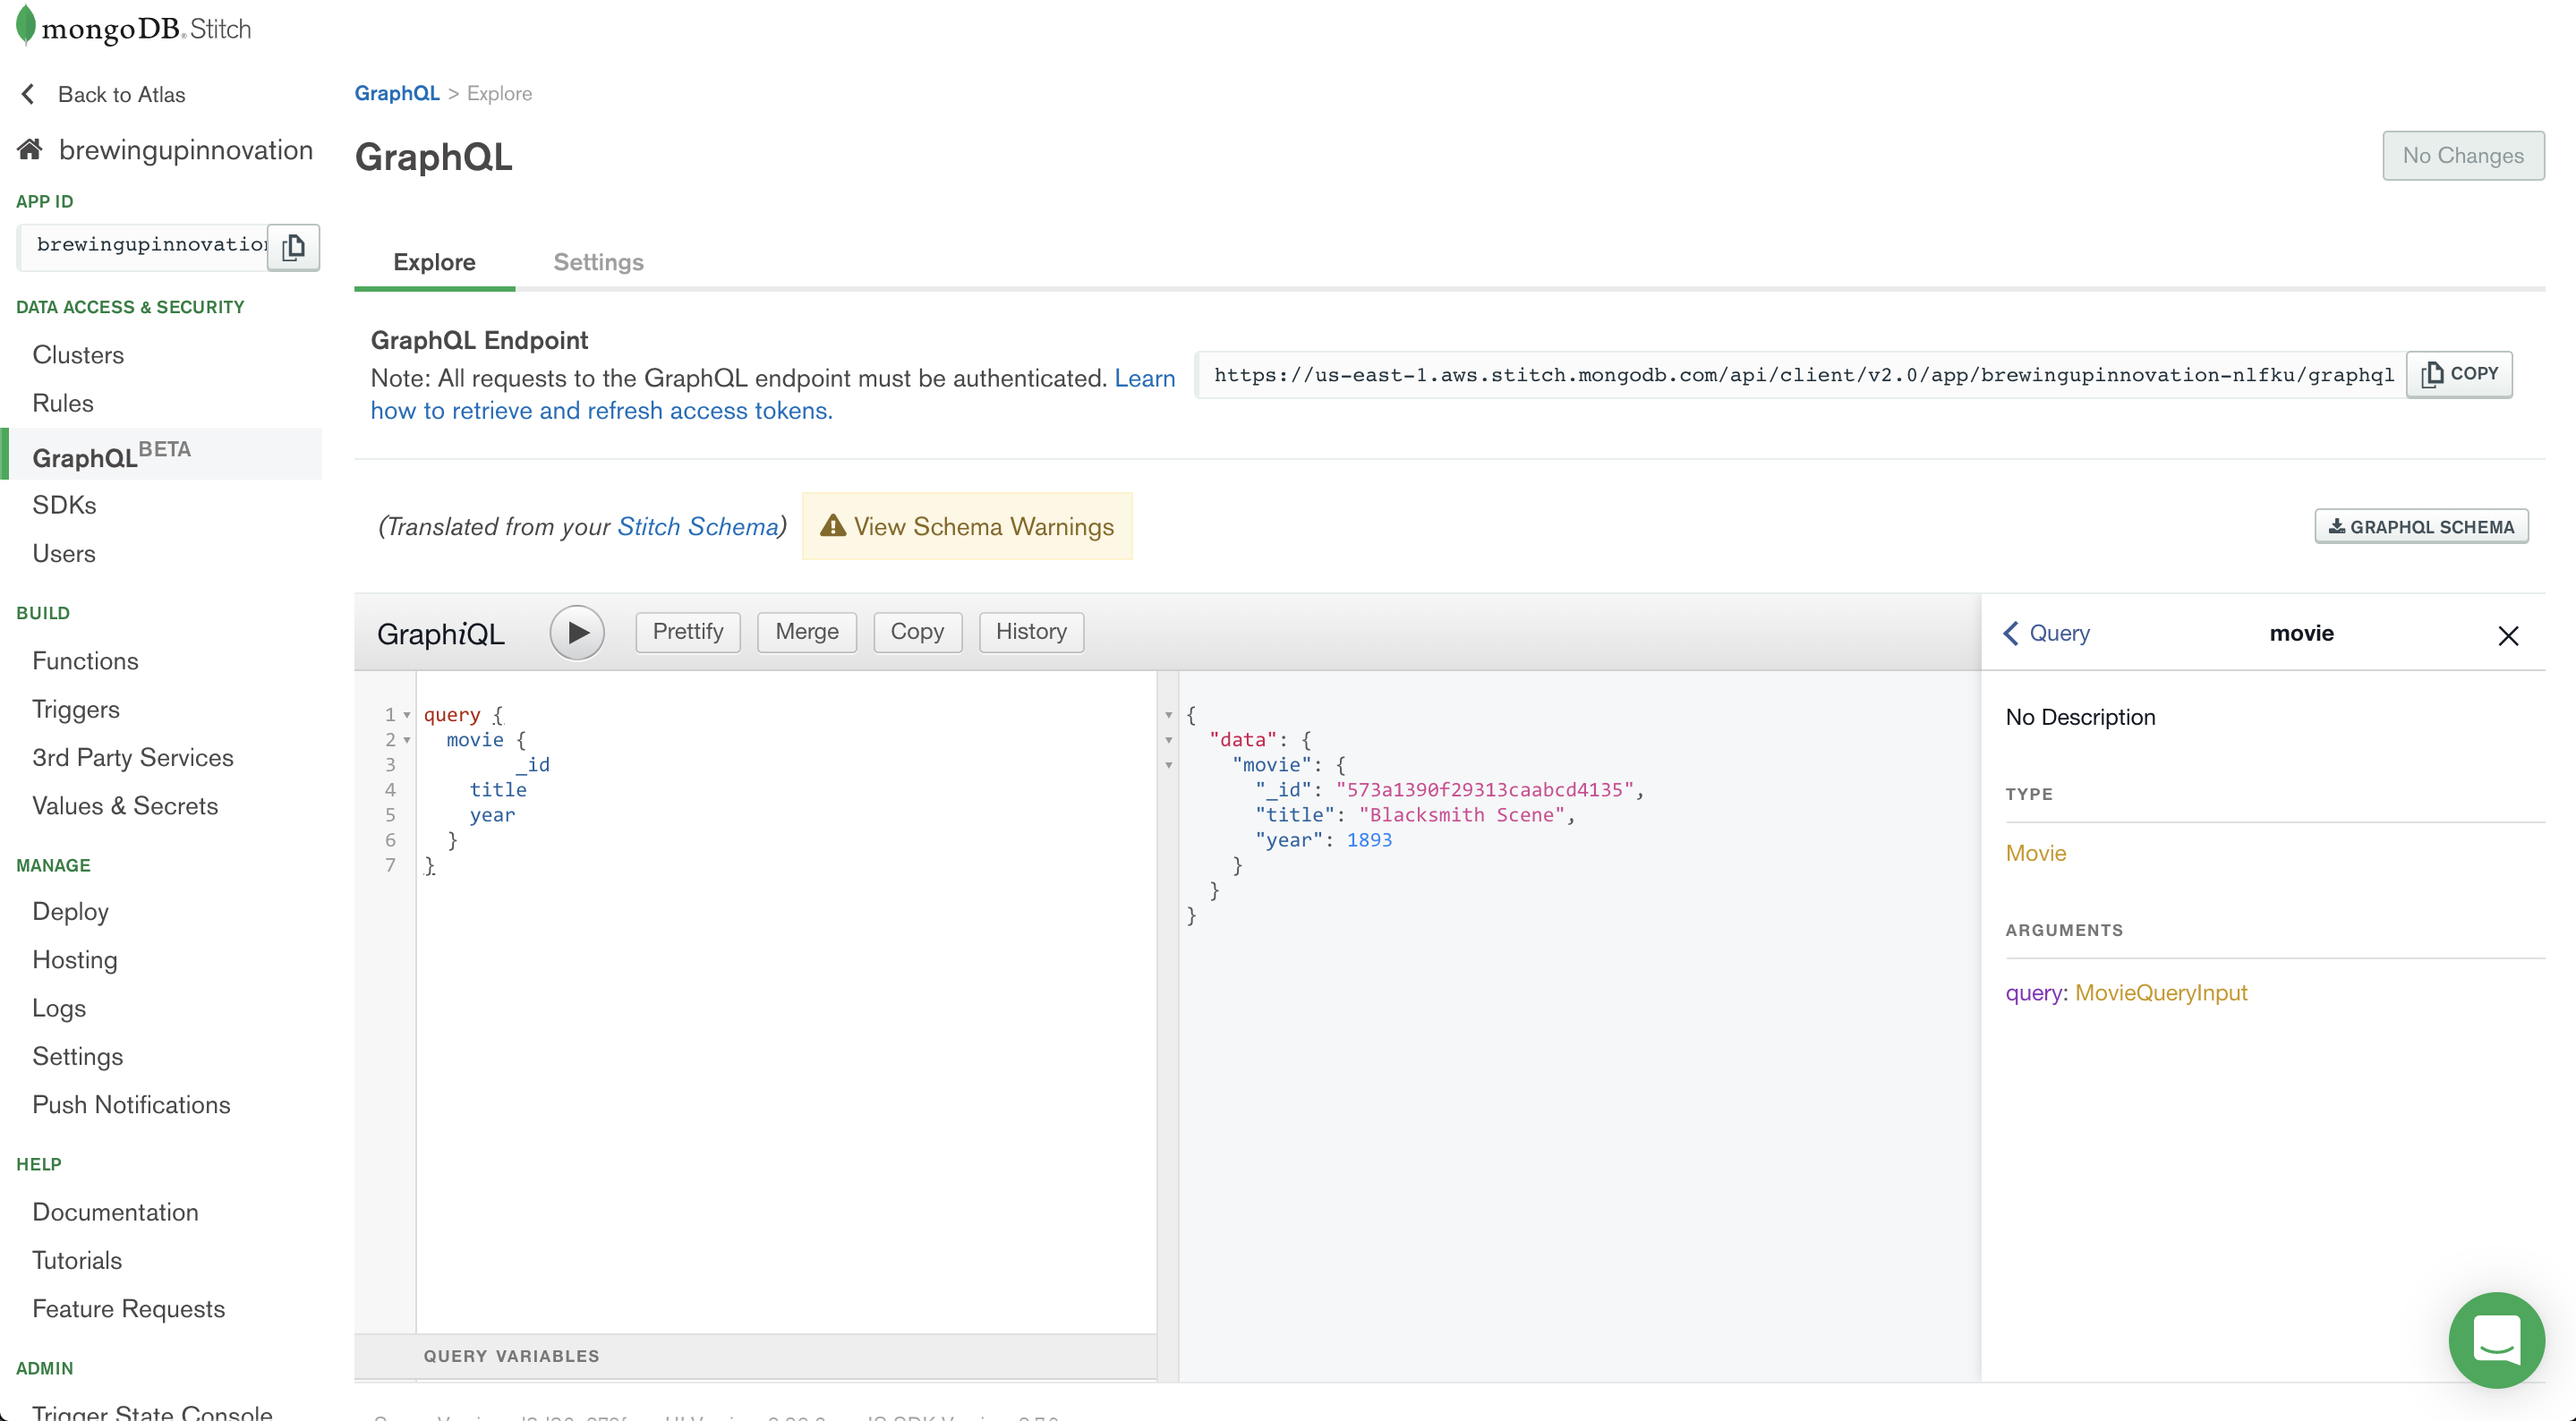 mongoDB. Stitch
Back to Atlas
brewingupinnovation
APP ID
brewingupinnovation
DATA ACCESS & SECURITY
Clusters
Rules
GraphQL BETA
SDKs
Users
BUILD
Functions
Triggers
3rd Party Services
Values & Secrets
MANAGE
Deploy
Hosting
Logs
Settings
Push Notifications
HELP
Documentation
Tutorials
Feature Requests
ADMIN
Trigger State Console
GraphQL > Explore
GraphQL
No Changes
Explore
Settings
GraphQL Endpoint
Note: All requests to the GraphQL endpoint must be authenticated. Learn
how to retrieve and refresh access tokens.
https://us-east-1.aws.stitch.mongodb.com/api/client/v2.0/app/brewingupinnovation-nlfku/graphql
COPY
(Translated from your Stitch Schema)
View Schema Warnings
GRAPHQL SCHEMA
GraphiQL
Prettify
Merge
Copy
History
1 query {
2 movie {
3 _id
4 title
5 year
6 }
7 }
QUERY VARIABLES
{
"data": {
"movie": {
"_id": "573a1390f29313caabcd4135",
"title": "Blacksmith Scene",
"year": 1893
}
}
}
Query
movie
No Description
TYPE
Movie
ARGUMENTS
query: MovieQueryInput